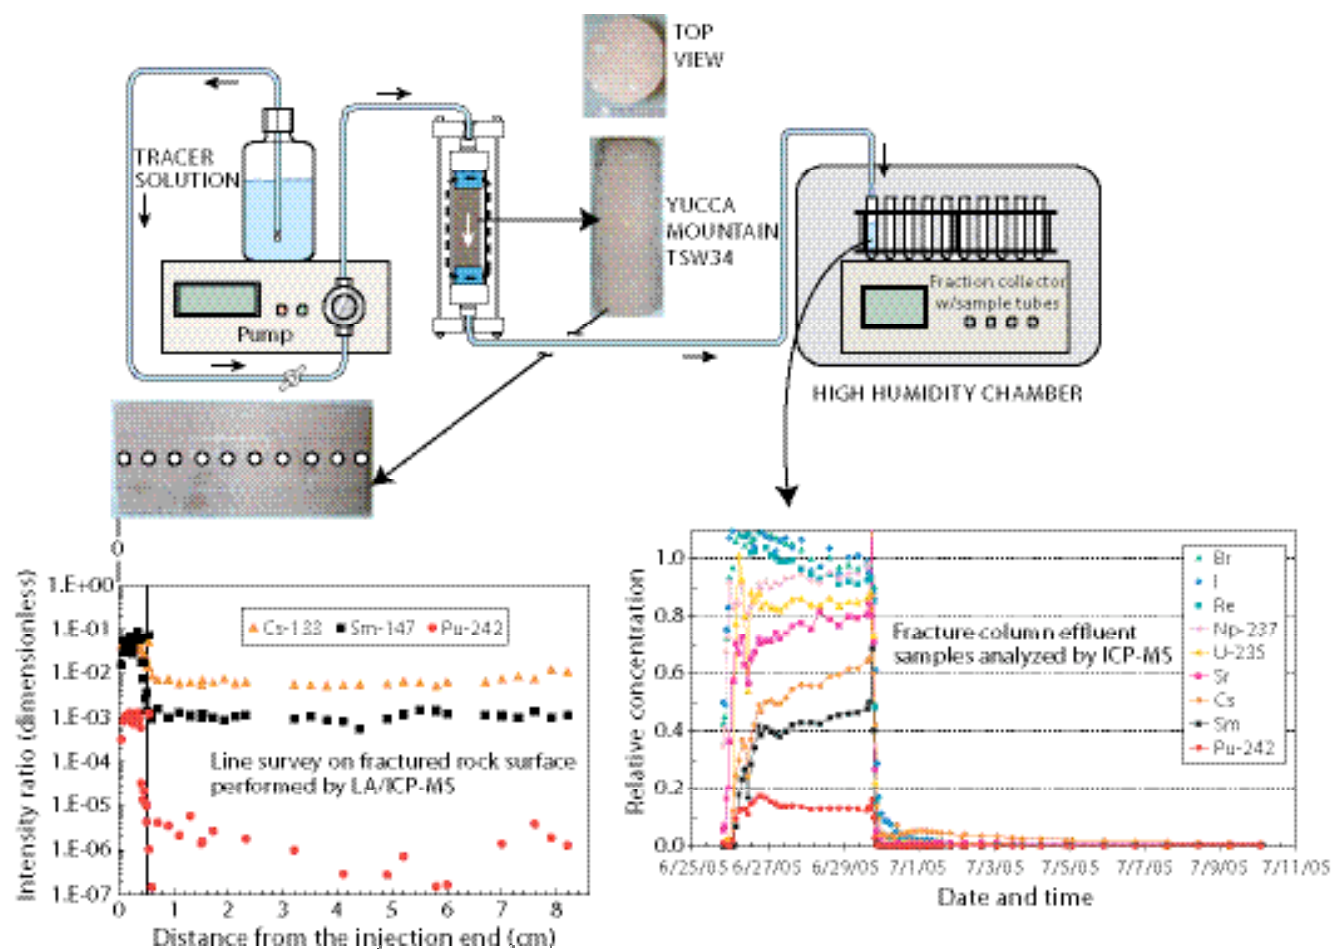 TOP
VIEW
TRACER
SOLUTION
YUCCA
MOUNTAIN
TSW34
Pump
Fraction collector
w/sample tubes
HIGH HUMIDITY CHAMBER
0
Intensity ratio (dimensionless)
1.E+00
1.E-01
1.E-02
1.E-03
1.E-04
1.E-05
1.E-06
1.E-07
Cs-133 Sm-147 Pu-242
Line survey on fractured rock surface
performed by LA/ICP-MS
0 1 2 3 4 5 6 7 8
Distance from the injection end (cm)
Relative concentration
1.0
0.8
0.6
0.4
0.2
0.0
Br
I
Re
Np-237
U-235
Sr
Cs
Sm
Pu-242
Fracture column effluent
samples analyzed by ICP-MS
6/25/05 6/27/05 6/29/05 7/1/05 7/3/05 7/5/05 7/7/05 7/9/05 7/11/05
Date and time